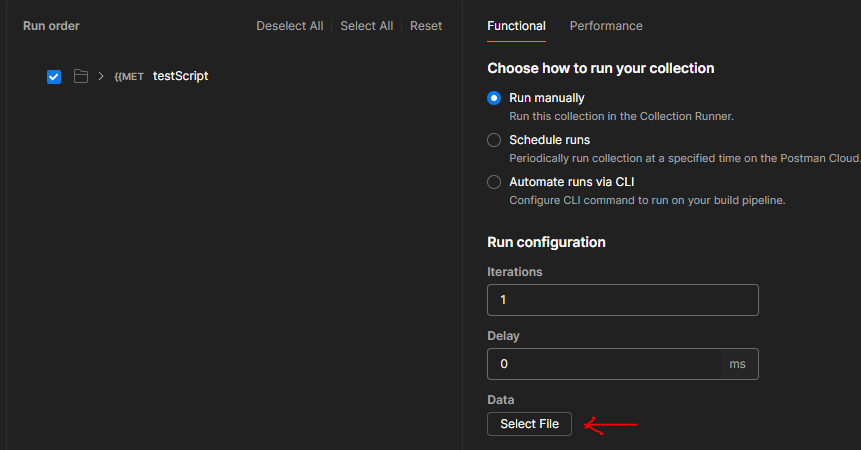 Run order
Deselect All
Select All
Reset
{{MET testScript
Functional
Performance
Choose how to run your collection
Run manually
Run this collection in the Collection Runner.
Schedule runs
Periodically run collection at a specified time on the Postman Cloud.
Automate runs via CLI
Configure CLI command to run on your build pipeline.
Run configuration
Iterations
1
Delay
0 ms
Data
Select File